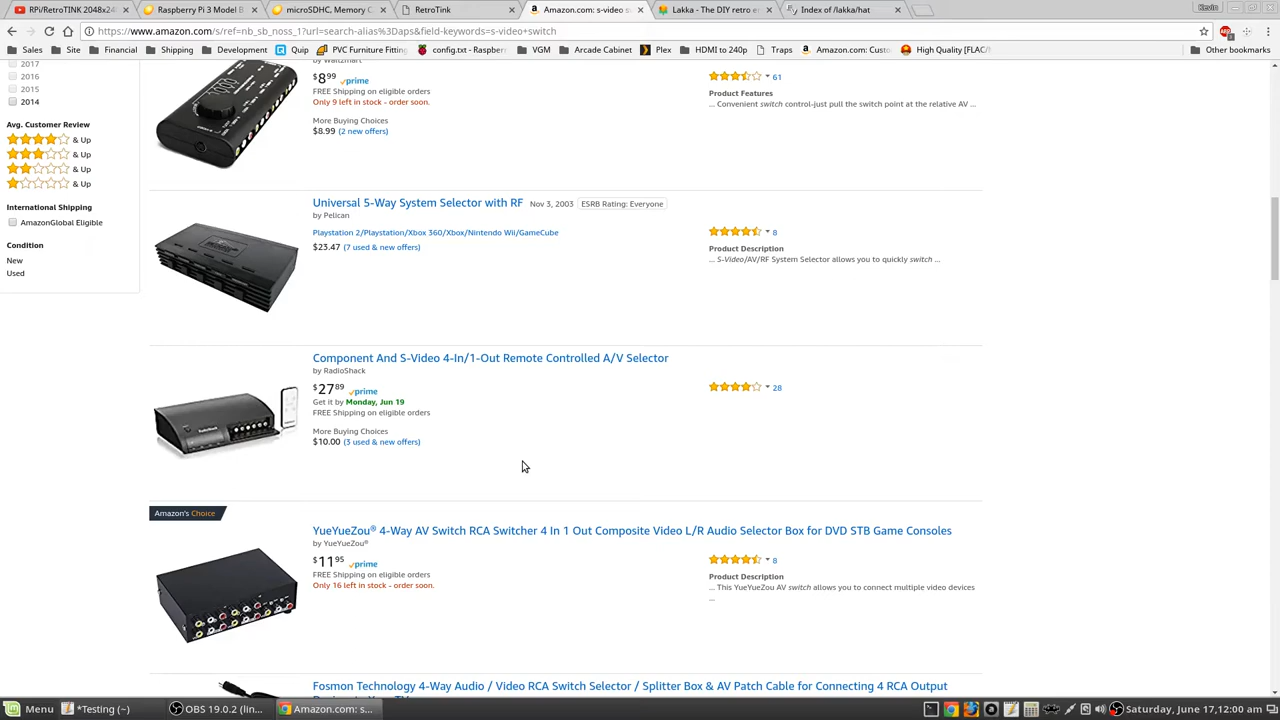 RPi/RetroTINK 2048x24
Raspberry Pi 3 Model B
microSDHC, Memory C
RetroTink
Amazon.com: s-video s
Lakka - The DIY retro e
Index of /lakka/hat
Kevin
https://www.amazon.com/s/ref=nb_sb_noss_1?url=search-alias%3Daps&field-keywords=s-video+switch
Sales
Site
Financial
Shipping
Development
Quip
PVC Furniture Fitting
config.txt - Raspberr
VGM
Arcade Cabinet
Plex
HDMI to 240p
Traps
Amazon.com: Custo
High Quality [FLAC/
Other bookmarks
2017
2016
2015
2014
Avg. Customer Review
& Up
& Up
& Up
& Up
International Shipping
AmazonGlobal Eligible
Condition
New
Used
by Waltzmart
$8.99 prime
FREE Shipping on eligible orders
Only 9 left in stock - order soon.
More Buying Choices
$8.99 (2 new offers)
61
Product Features
... Convenient switch control-just pull the switch point at the relative AV ...
Universal 5-Way System Selector with RF Nov 3, 2003 ESRB Rating: Everyone
by Pelican
Playstation 2/Playstation/Xbox 360/Xbox/Nintendo Wii/GameCube
$23.47 (7 used & new offers)
8
Product Description
... S-Video/AV/RF System Selector allows you to quickly switch ...
Component And S-Video 4-In/1-Out Remote Controlled A/V Selector
by RadioShack
$27.89 prime
Get it by Monday, Jun 19
FREE Shipping on eligible orders
More Buying Choices
$10.00 (3 used & new offers)
28
Amazon's Choice
YueYueZou® 4-Way AV Switch RCA Switcher 4 In 1 Out Composite Video L/R Audio Selector Box for DVD STB Game Consoles
by YueYueZou®
$11.95 prime
FREE Shipping on eligible orders
Only 16 left in stock - order soon.
8
Product Description
... This YueYueZou AV switch allows you to connect multiple video devices
...
Fosmon Technology 4-Way Audio / Video RCA Switch Selector / Splitter Box & AV Patch Cable for Connecting 4 RCA Output
Menu
*Testing (~)
OBS 19.0.2 (lin...
Amazon.com: s...
Saturday, June 17, 12:00 am